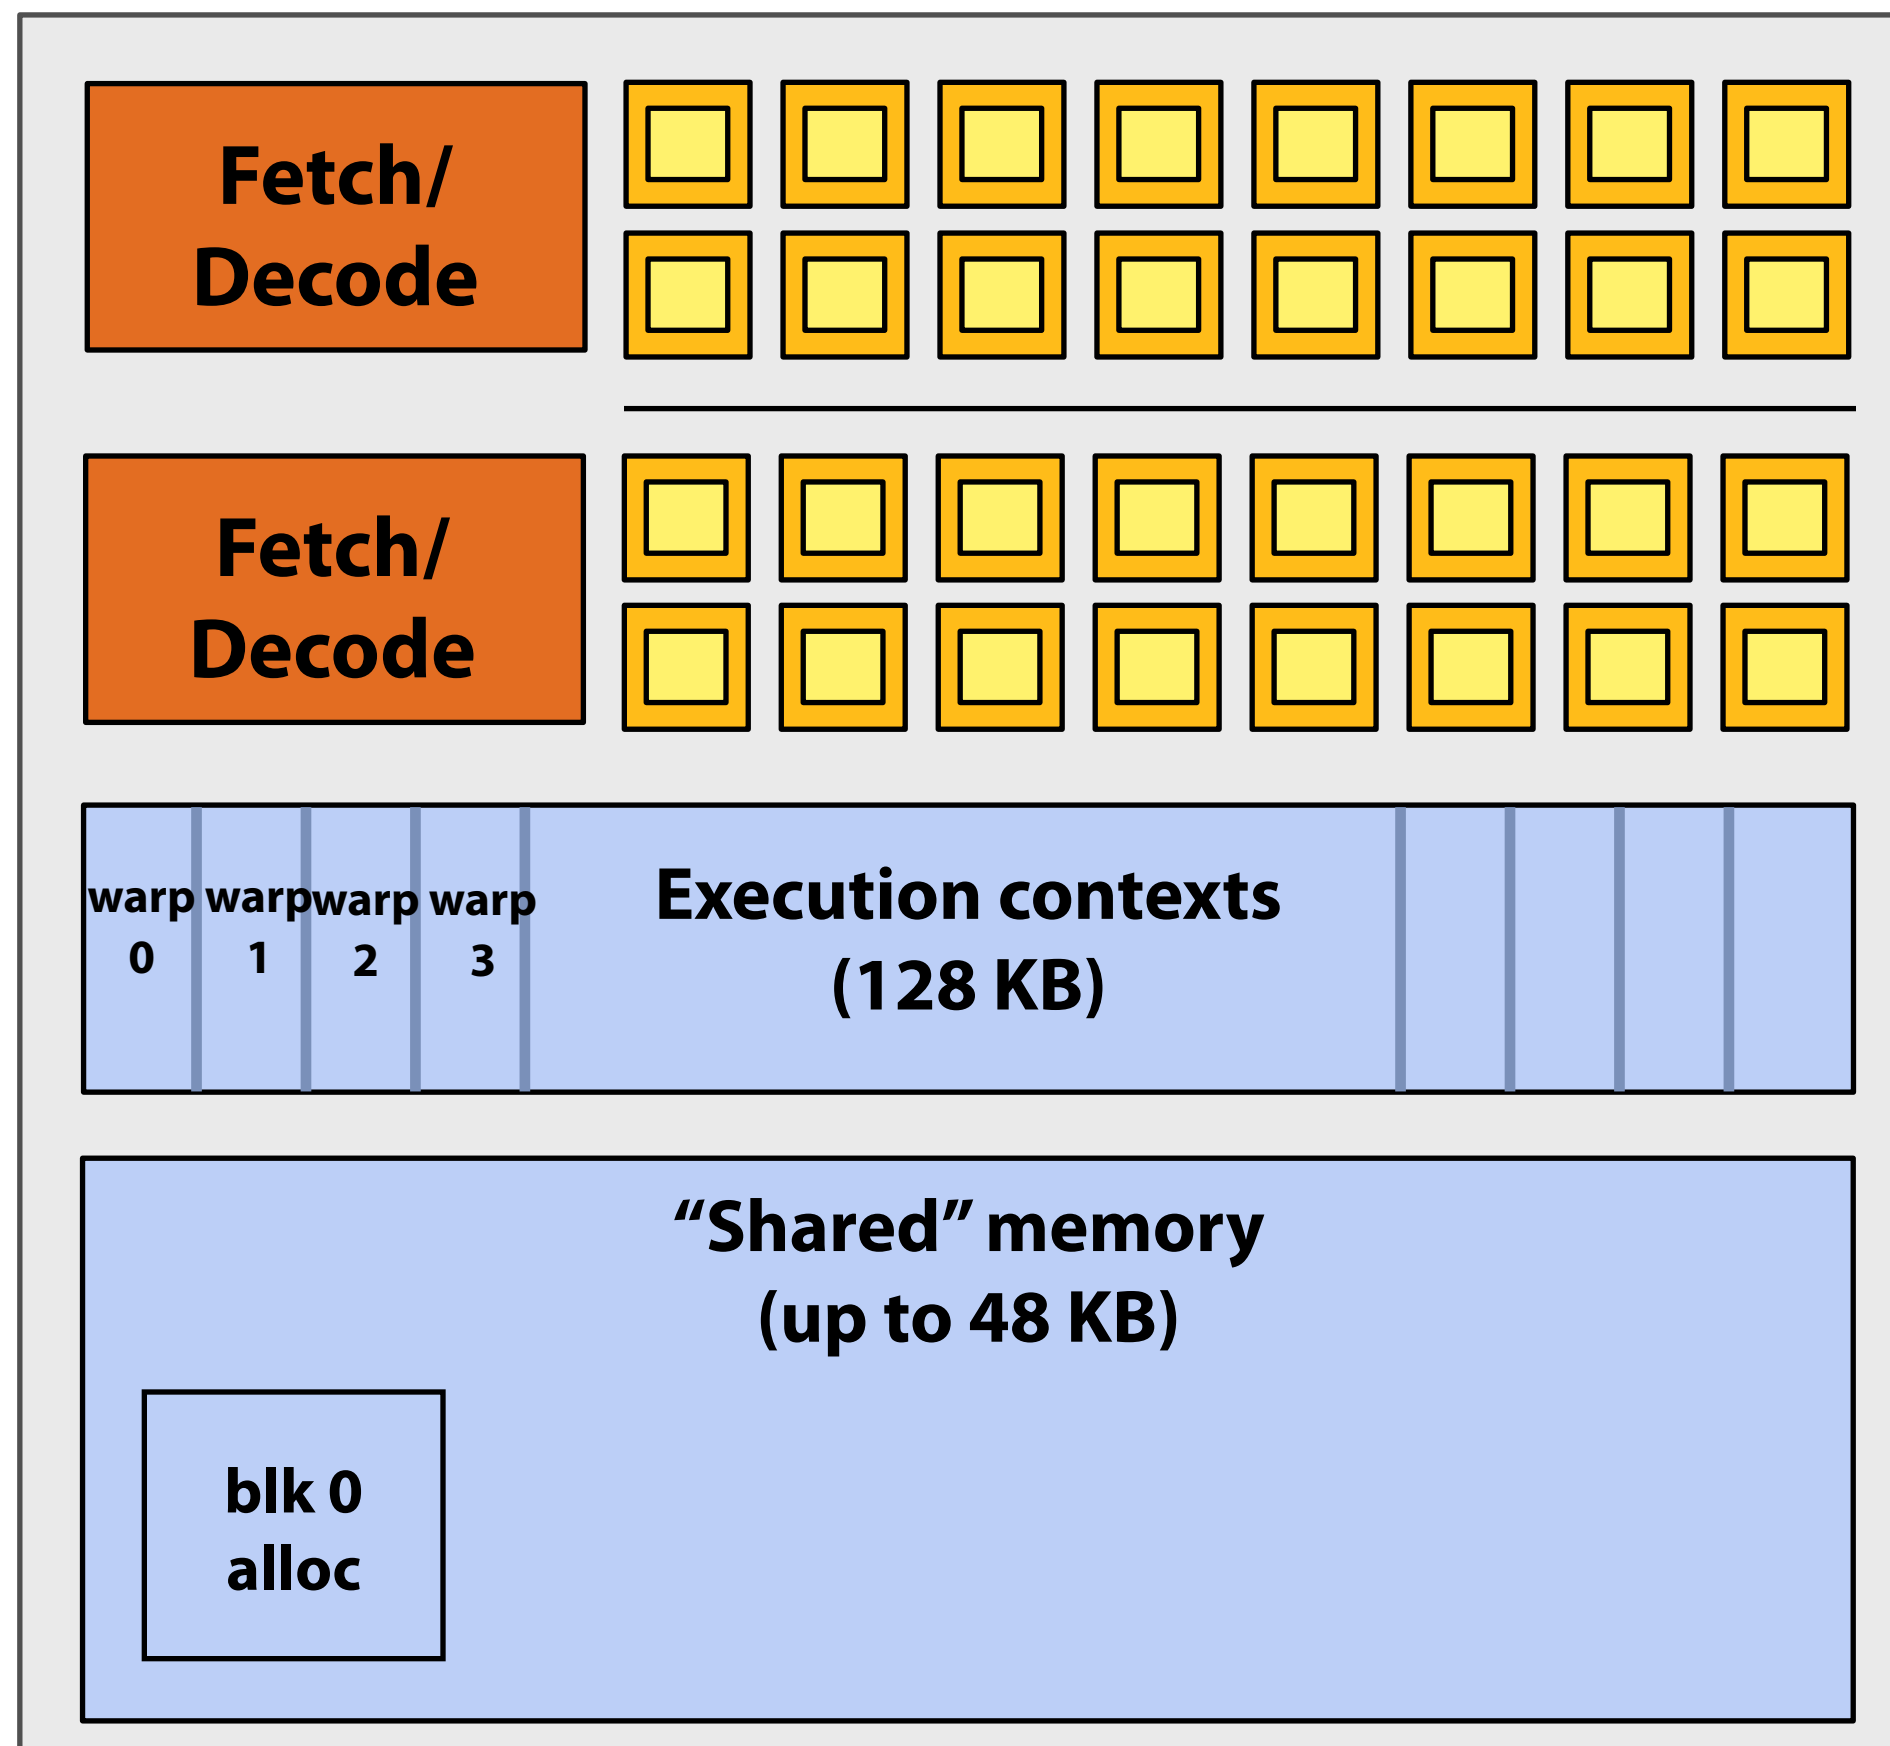 Fetch/
Decode
Fetch/
Decode
warp warp warp warp
0 1 2 3
Execution contexts
(128 KB)
“Shared” memory
(up to 48 KB)
blk 0
alloc